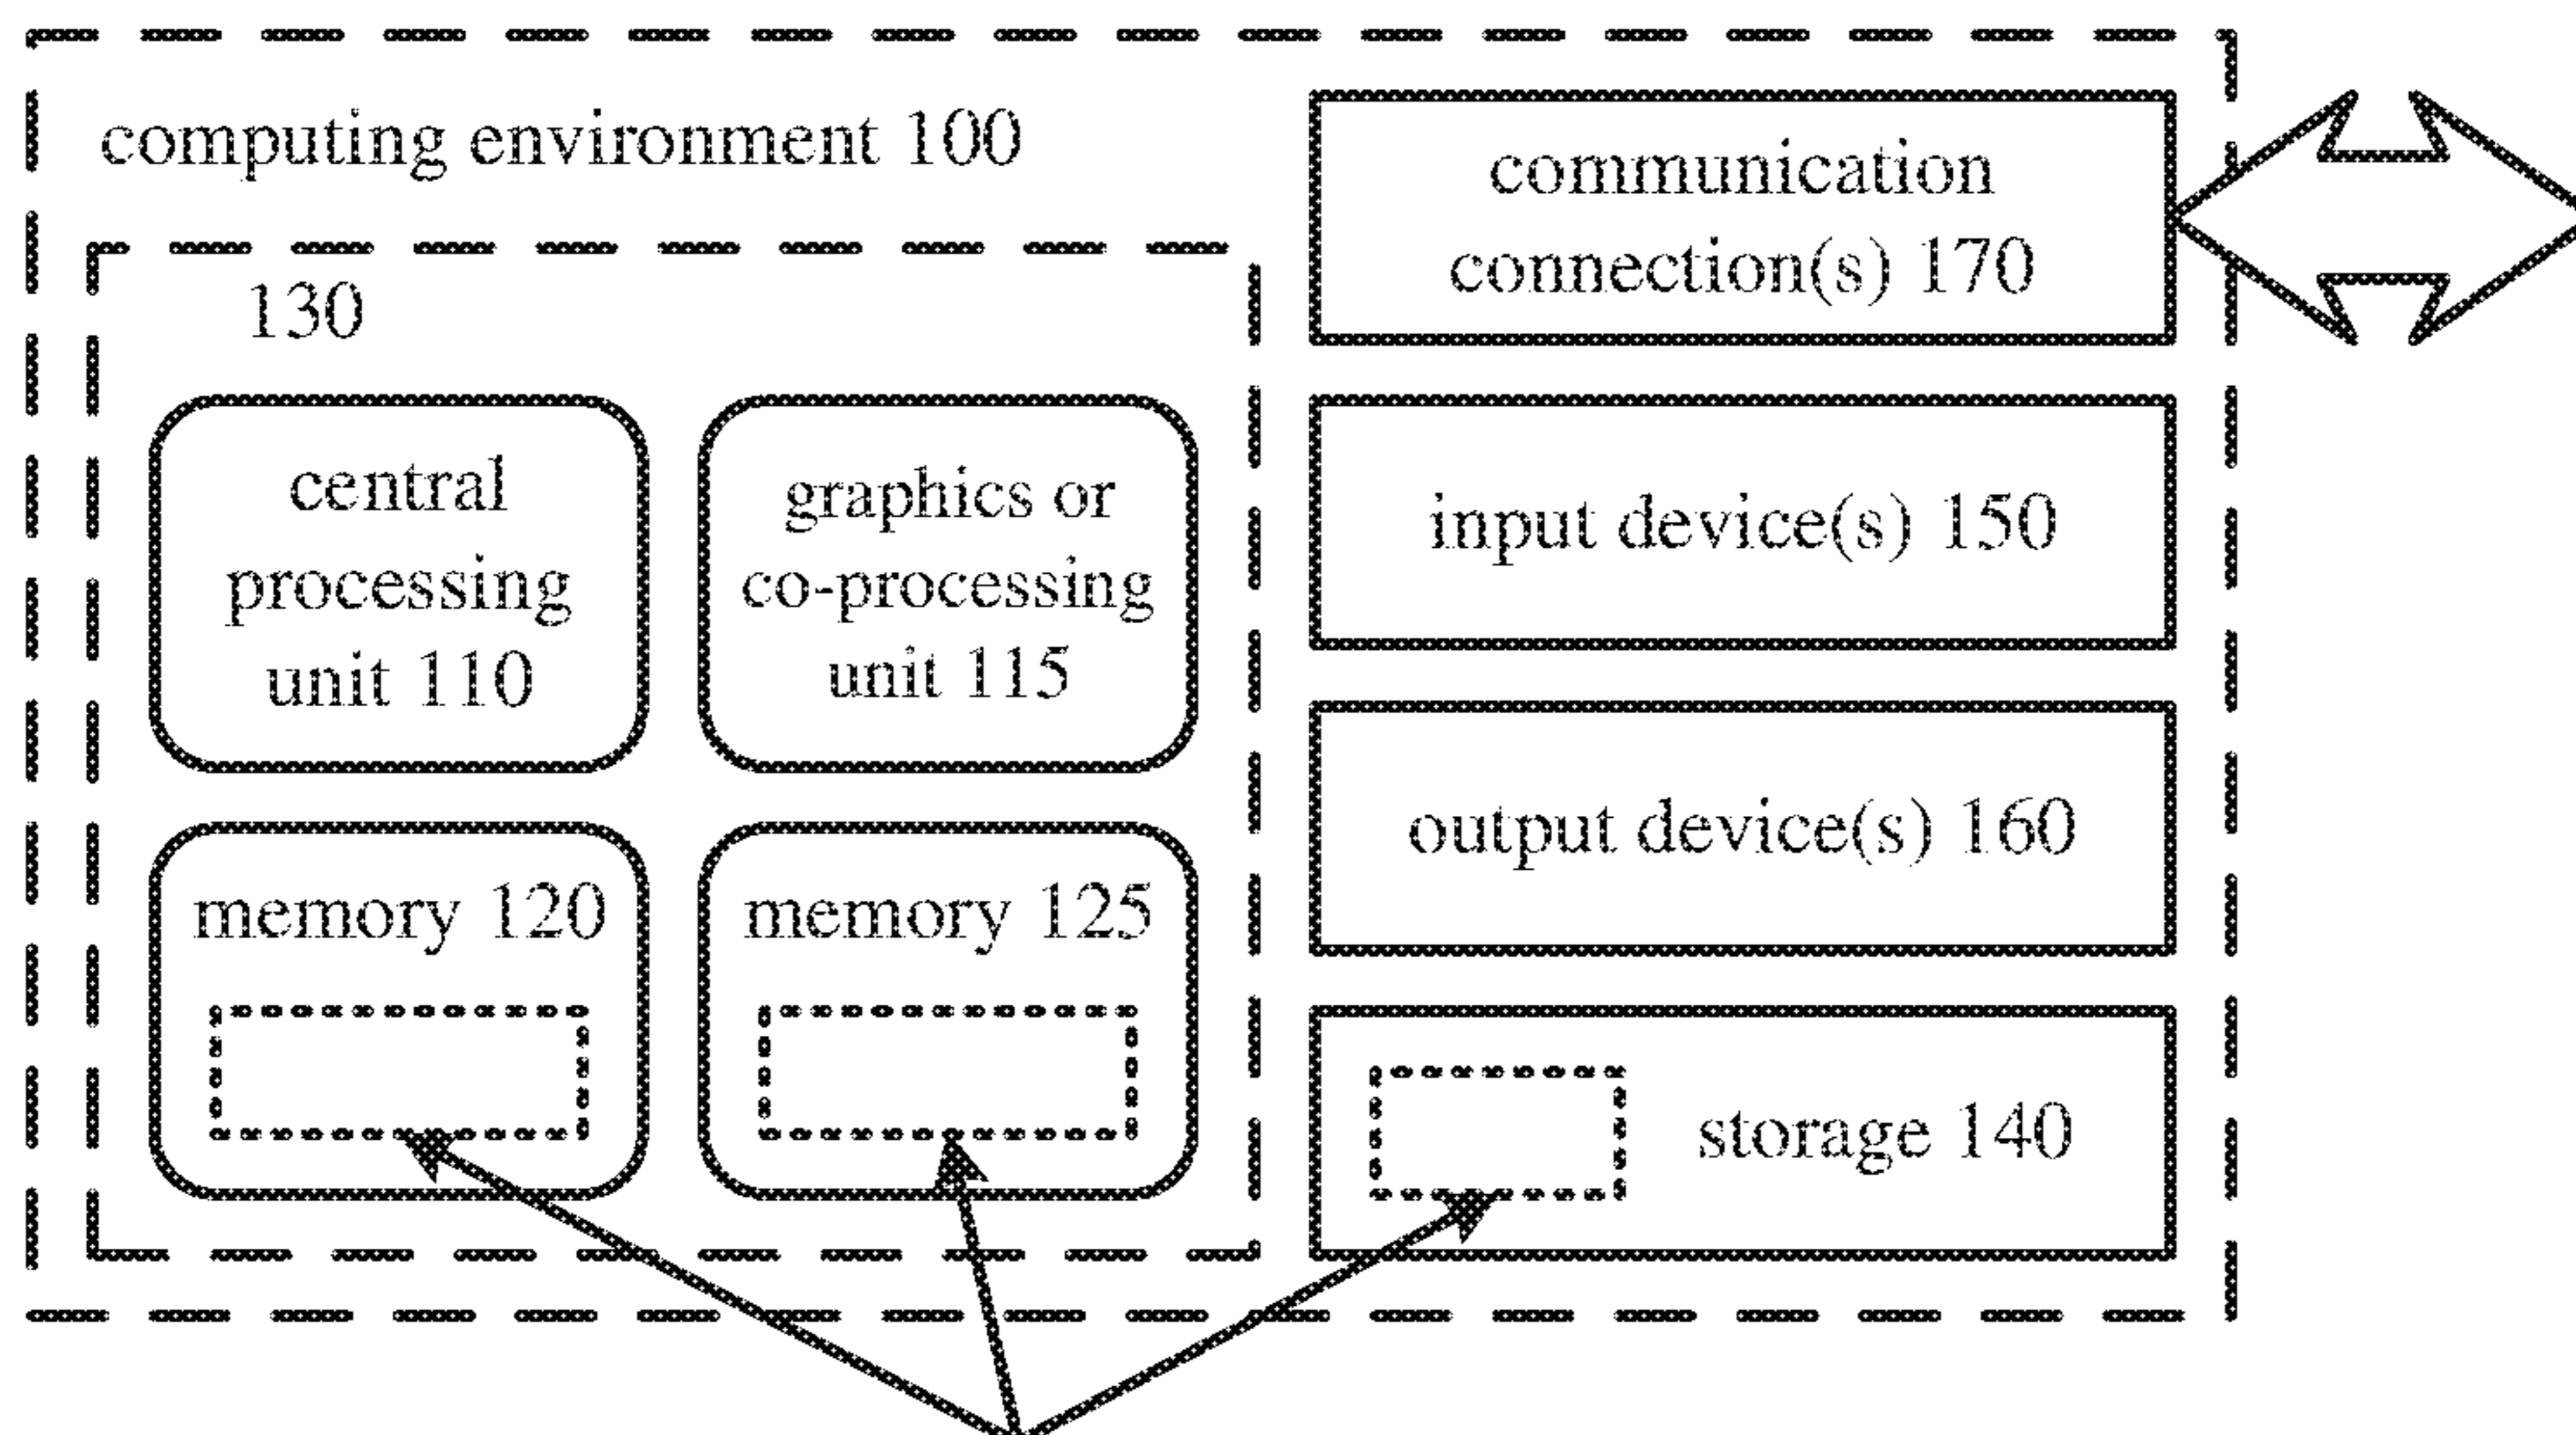 computing environment 100
130
central
processing
unit 110
graphics or
co-processing
unit 115
memory 120
memory 125
communication
connection(s) 170
input device(s) 150
output device(s) 160
storage 140